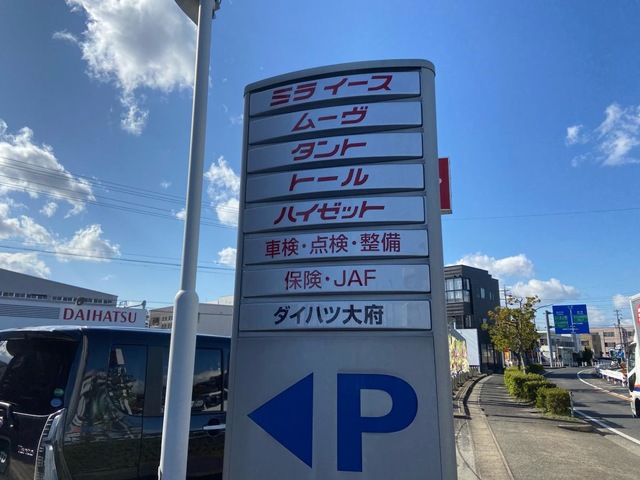 ミライース
ムーヴ
タント
トール
ハイゼット
車検・点検・整備
保険・JAF
ダイハツ大府
P
DAIHATSU